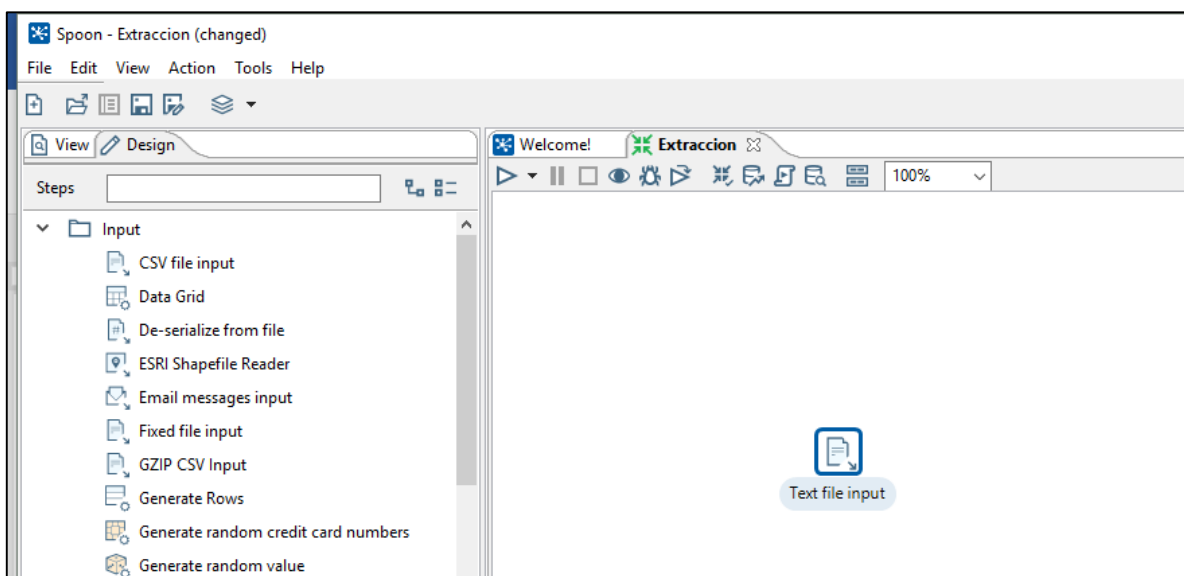 Spoon - Extraccion (changed)
File Edit View Action Tools Help
View Design
Welcome! Extraccion
Steps
100%
Input
CSV file input
Data Grid
De-serialize from file
ESRI Shapefile Reader
Email messages input
Fixed file input
GZIP CSV Input
Generate Rows
Generate random credit card numbers
Generate random value
Text file input